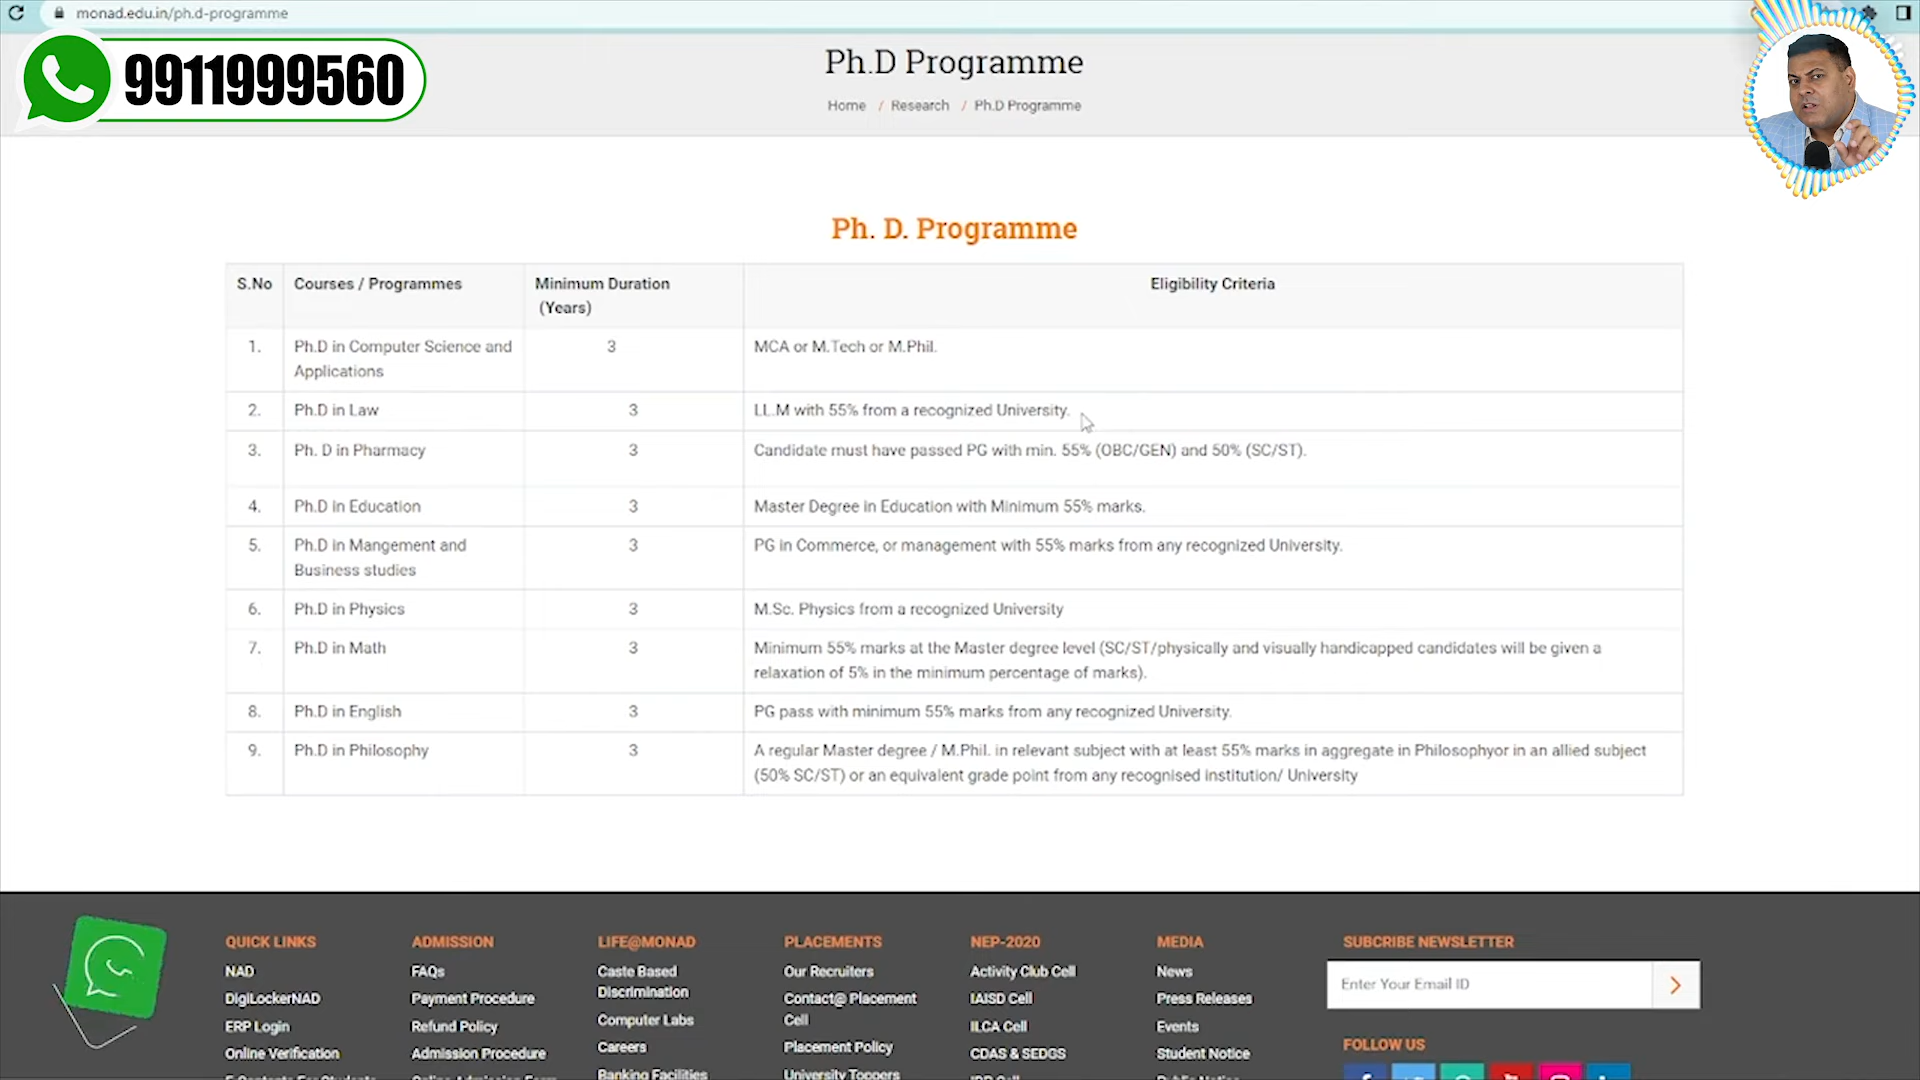 monad.edu.in/ph.d-programme
9911999560
Ph.D Programme
Home / Research / Ph.D Programme
Ph. D. Programme
S.No Courses / Programmes Minimum Duration (Years) Eligibility Criteria
1. Ph.D in Computer Science and Applications 3 MCA or M.Tech or M.Phil.
2. Ph.D in Law 3 LL.M with 55% from a recognized University.
3. Ph. D in Pharmacy 3 Candidate must have passed PG with min. 55% (OBC/GEN) and 50% (SC/ST).
4. Ph.D in Education 3 Master Degree in Education with Minimum 55% marks.
5. Ph.D in Mangement and Business studies 3 PG in Commerce, or management with 55% marks from any recognized University.
6. Ph.D in Physics 3 M.Sc. Physics from a recognized University
7. Ph.D in Math 3 Minimum 55% marks at the Master degree level (SC/ST/physically and visually handicapped candidates will be given a
relaxation of 5% in the minimum percentage of marks).
8. Ph.D in English 3 PG pass with minimum 55% marks from any recognized University.
9. Ph.D in Philosophy 3 A regular Master degree / M.Phil. in relevant subject with at least 55% marks in aggregate in Philosophyor in an allied subject
(50% SC/ST) or an equivalent grade point from any recognised institution/ University
QUICK LINKS
NAD
DigiLockerNAD
ERP Login
Online Verification
ADMISSION
FAQs
Payment Procedure
Refund Policy
Admission Procedure
LIFE@MONAD
Caste Based
Discrimination
Computer Labs
Careers
Banking Facilities
PLACEMENTS
Our Recruiters
Contact@ Placement
Cell
Placement Policy
University Toppers
NEP-2020
Activity Club Cell
IAISD Cell
ILCA Cell
CDAS & SEDGS
MEDIA
News
Press Releases
Events
Student Notice
SUBCRIBE NEWSLETTER
Enter Your Email ID
FOLLOW US